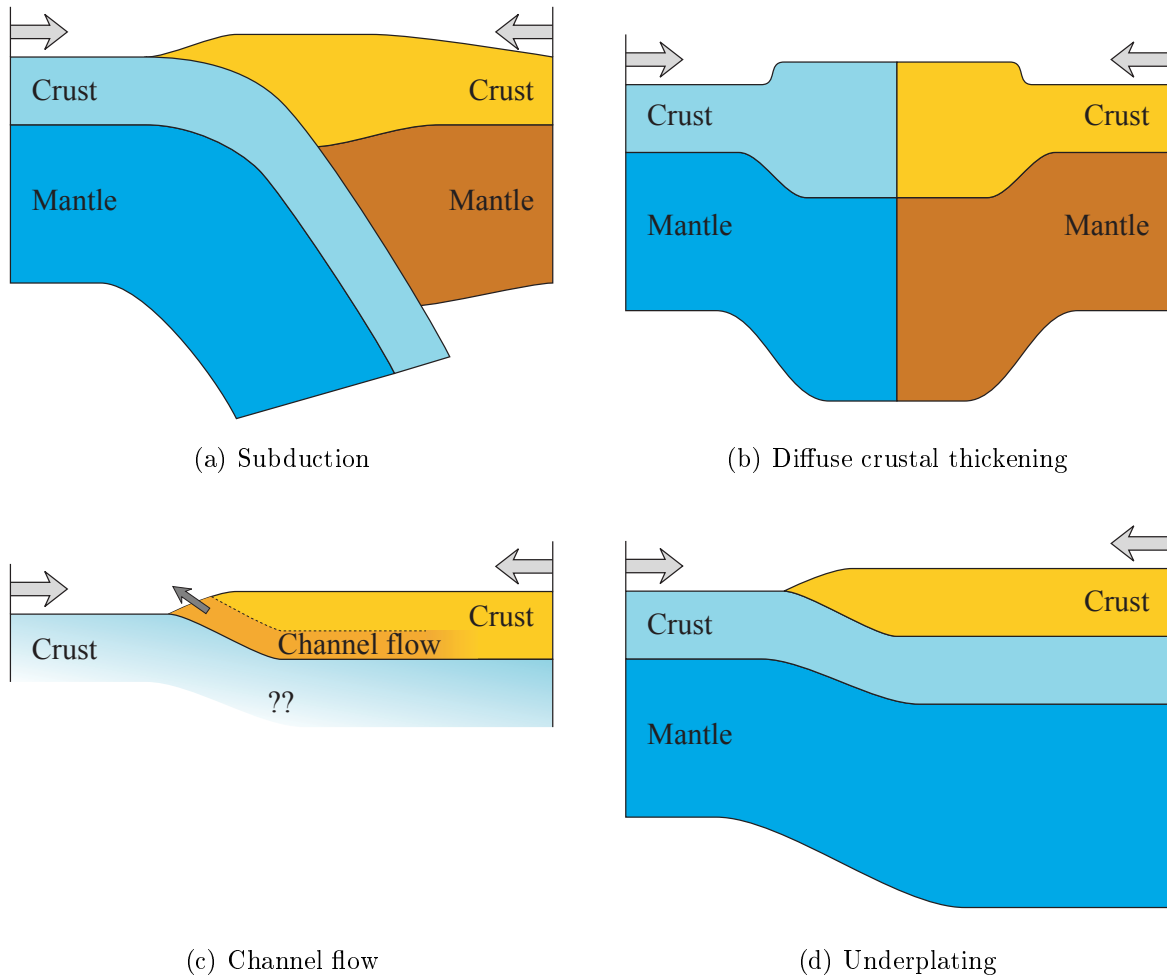 Crust
Crust
Mantle
Mantle
(a) Subduction
Crust
Crust
Mantle
Mantle
(b) Diffuse crustal thickening
Crust
Crust
Channel flow
??
(c) Channel flow
Crust
Crust
Mantle
(d) Underplating